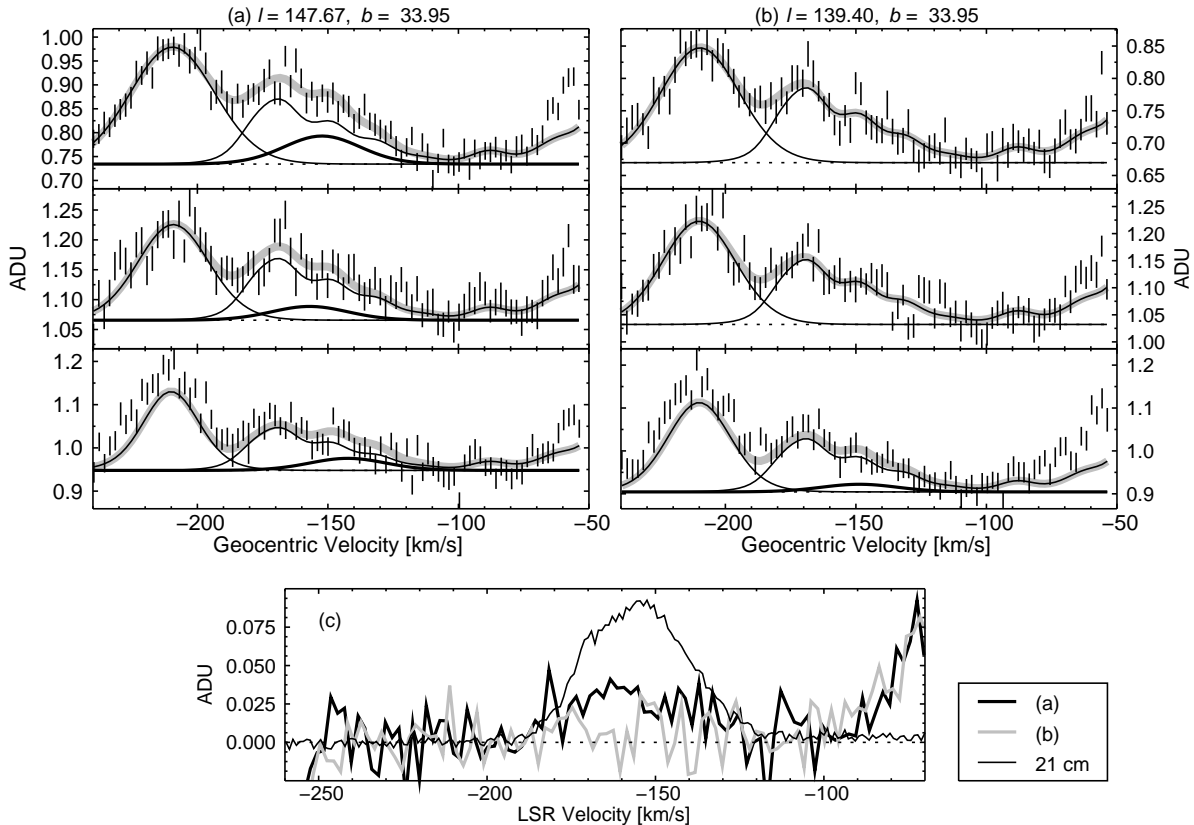 (a) l = 147.67, b = 33.95
(b) l = 139.40, b = 33.95
1.00
0.95
0.90
0.85
0.80
0.75
0.70
0.85
0.80
0.75
0.70
0.65
ADU
1.25
1.20
1.15
1.10
1.05
1.25
1.20
1.15
1.10
1.05
1.00
ADU
1.2
1.1
1.0
0.9
1.2
1.1
1.0
0.9
−200 −150 −100 −50
−200 −150 −100 −50
Geocentric Velocity [km/s]
Geocentric Velocity [km/s]
(c)
ADU
0.075
0.050
0.025
0.000
−250 −200 −150 −100
LSR Velocity [km/s]
(a)
(b)
21 cm